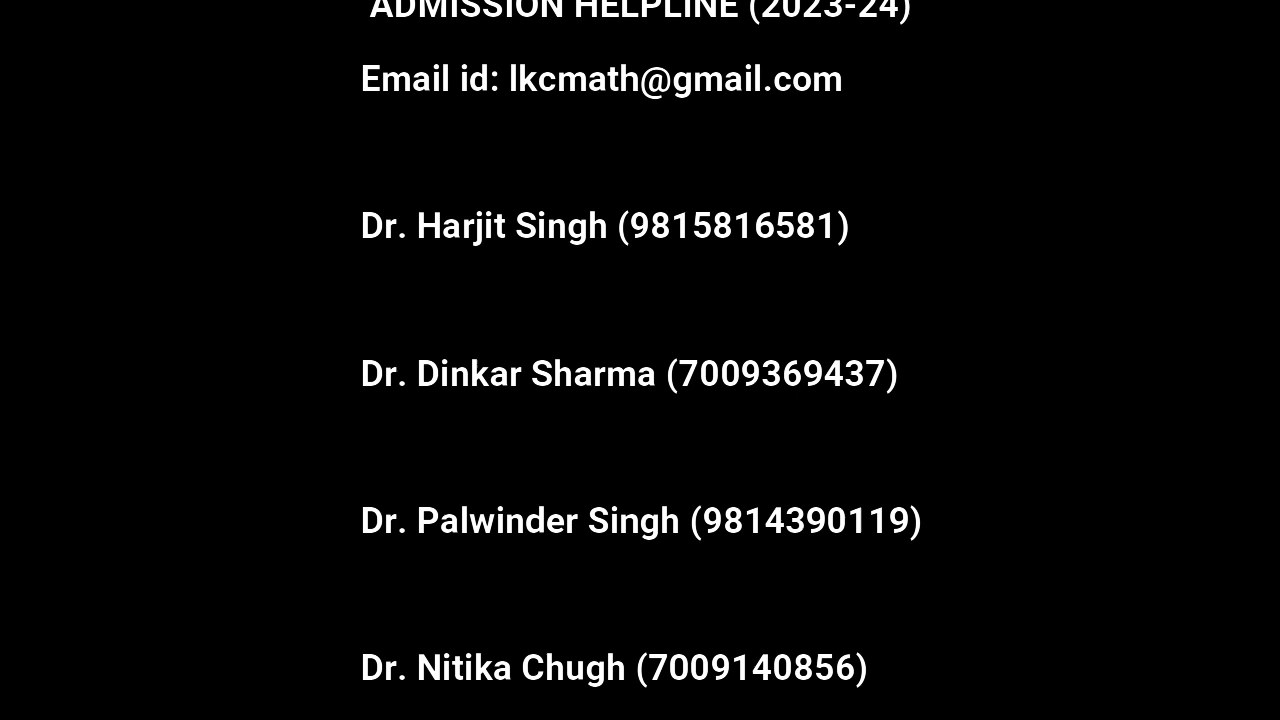 ADMISSION HELPLINE (2023-24)
Email id: lkcmath@gmail.com
Dr. Harjit Singh (9815816581)
Dr. Dinkar Sharma (7009369437)
Dr. Palwinder Singh (9814390119)
Dr. Nitika Chugh (7009140856)